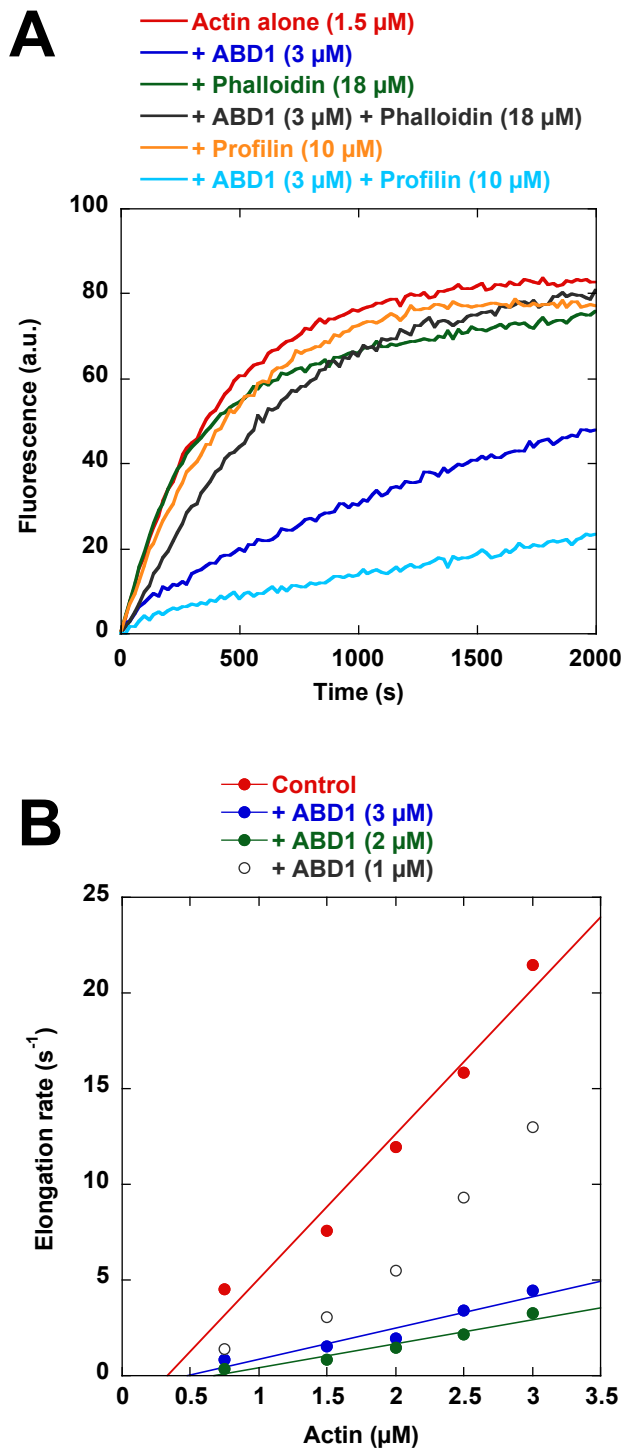 A
Actin alone (1.5 µM)
+ ABD1 (3 µM)
+ Phalloidin (18 µM)
+ ABD1 (3 µM) + Phalloidin (18 µM)
+ Profilin (10 µM)
+ ABD1 (3 µM) + Profilin (10 µM)
100
80
60
40
20
0
Fluorescence (a.u.)
0 500 1000 1500 2000
Time (s)
B
Control
+ ABD1 (3 µM)
+ ABD1 (2 µM)
+ ABD1 (1 µM)
25
20
15
10
5
0
Elongation rate (s⁻¹)
0 0.5 1 1.5 2 2.5 3 3.5
Actin (µM)